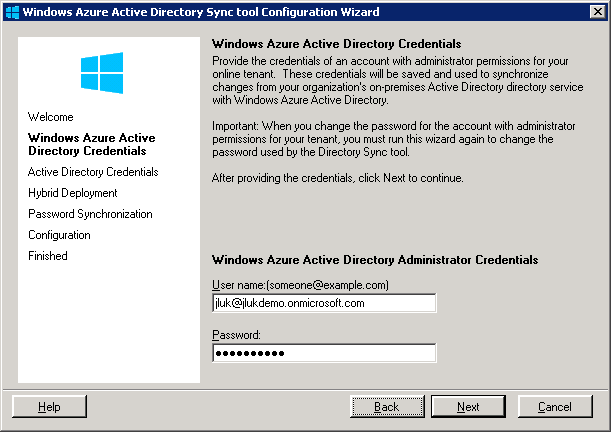 Windows Azure Active Directory Sync tool Configuration Wizard
Windows Azure Active Directory Credentials
Provide the credentials of an account with administrator permissions for your
online tenant.  These credentials will be saved and used to synchronize
changes from your organization's on-premises Active Directory directory service
with Windows Azure Active Directory.
Important: When you change the password for the account with administrator
permissions for your tenant, you must run this wizard again to change the
password used by the Directory Sync tool.
After providing the credentials, click Next to continue.
Welcome
Windows Azure Active
Directory Credentials
Active Directory Credentials
Hybrid Deployment
Password Synchronization
Configuration
Finished
Windows Azure Active Directory Administrator Credentials
User name:(someone@example.com)
jluk@jlukdemo.onmicrosoft.com
Password:
●●●●●●●●●●
Help
Back
Next
Cancel